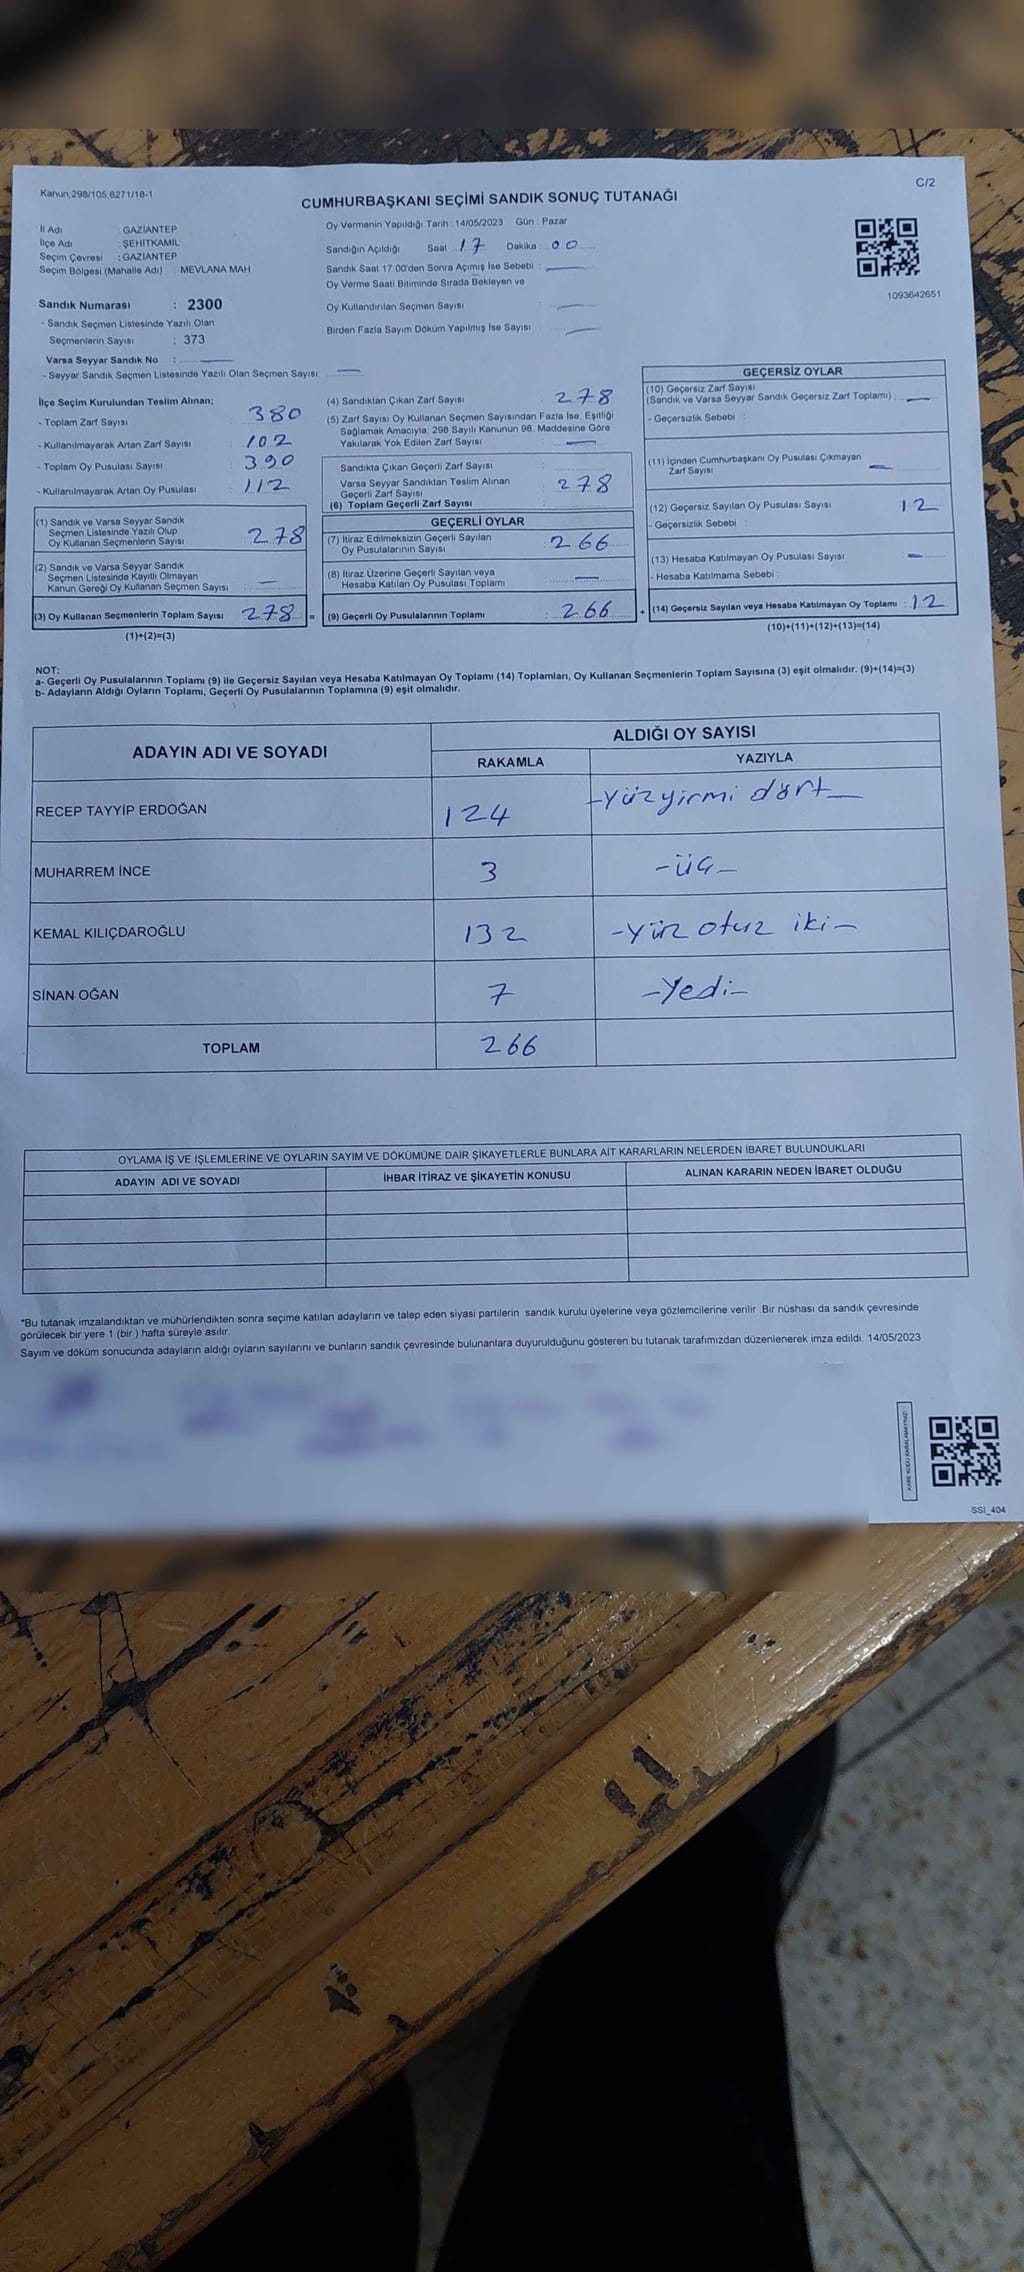 Kanun;298/105,6271/18-1
C/2
CUMHURBAŞKANI SEÇİMİ SANDIK SONUÇ TUTANAĞI
İl Adı : GAZİANTEP
İlçe Adı : ŞEHİTKAMİL
Seçim Çevresi : GAZİANTEP
Seçim Bölgesi (Mahalle Adı) : MEVLANA MAH
Oy Vermenin Yapıldığı Tarih : 14/05/2023 Gün : Pazar
Sandığın Açıldığı Saat 17 Dakika : 00
Sandık Saat 17:00'den Sonra Açımış İse Sebebi :
Oy Verme Saati Bitiminde Sırada Bekleyen ve
Oy Kullandırılan Seçmen Sayısı :
Birden Fazla Sayım Döküm Yapılmış İse Sayısı :
1093642651
Sandık Numarası : 2300
- Sandık Seçmen Listesinde Yazılı Olan
Seçmenlerin Sayısı : 373
Varsa Seyyar Sandık No :
- Seyyar Sandık Seçmen Listesinde Yazılı Olan Seçmen Sayısı:
İlçe Seçim Kurulundan Teslim Alınan;
- Toplam Zarf Sayısı 380
- Kullanılmayarak Artan Zarf Sayısı 102
- Toplam Oy Pusulası Sayısı 390
- Kullanılmayarak Artan Oy Pusulası 112
(1) Sandık ve Varsa Seyyar Sandık
Seçmen Listesinde Yazılı Olup
Oy Kullanan Seçmenlerin Sayısı 278
(2) Sandık ve Varsa Seyyar Sandık
Seçmen Listesinde Kayıtlı Olmayan
Kanun Gereği Oy Kullanan Seçmen Sayısı —
(3) Oy Kullanan Seçmenlerin Toplam Sayısı 278 =
(1)+(2)=(3)
(4) Sandıktan Çıkan Zarf Sayısı : 278
(5) Zarf Sayısı Oy Kullanan Seçmen Sayısından Fazla İse, Eşitliği
Sağlamak Amacıyla, 298 Sayılı Kanunun 98. Maddesine Göre
Yakılarak Yok Edilen Zarf Sayısı : —
Sandıkta Çıkan Geçerli Zarf Sayısı
Varsa Seyyar Sandıktan Teslim Alınan
Geçerli Zarf Sayısı : 278
(6) Toplam Geçerli Zarf Sayısı
GEÇERLİ OYLAR
(7) İtiraz Edilmeksizin Geçerli Sayılan
Oy Pusulalarının Sayısı : 266
(8) İtiraz Üzerine Geçerli Sayılan veya
Hesaba Katılan Oy Pusulası Toplamı : —
(9) Geçerli Oy Pusulalarının Toplamı 266 +
GEÇERSİZ OYLAR
(10) Geçersiz Zarf Sayısı
(Sandık ve Varsa Seyyar Sandık Geçersiz Zarf Toplamı) : —
- Geçersizlik Sebebi :
(11) İçinden Cumhurbaşkanı Oy Pusulası Çıkmayan
Zarf Sayısı —
(12) Geçersiz Sayılan Oy Pusulası Sayısı 12
- Geçersizlik Sebebi :
(13) Hesaba Katılmayan Oy Pusulası Sayısı —
- Hesaba Katılmama Sebebi :
(14) Geçersiz Sayılan veya Hesaba Katılmayan Oy Toplamı : 12
(10)+(11)+(12)+(13)=(14)
NOT:
a- Geçerli Oy Pusulalarının Toplamı (9) ile Geçersiz Sayılan veya Hesaba Katılmayan Oy Toplamı (14) Toplamları, Oy Kullanan Seçmenlerin Toplam Sayısına (3) eşit olmalıdır. (9)+(14)=(3)
b- Adayların Aldığı Oyların Toplamı, Geçerli Oy Pusulalarının Toplamına (9) eşit olmalıdır.
ADAYIN ADI VE SOYADI
ALDIĞI OY SAYISI
RAKAMLA YAZIYLA
RECEP TAYYİP ERDOĞAN 124 -Yüzyirmi dört-
MUHARREM İNCE 3 -üç-
KEMAL KILIÇDAROĞLU 132 -Yüz otuz iki-
SİNAN OĞAN 7 -Yedi-
TOPLAM 266
OYLAMA İŞ VE İŞLEMLERİNE VE OYLARIN SAYIM VE DÖKÜMÜNE DAİR ŞİKAYETLERLE BUNLARA AİT KARARLARIN NELERDEN İBARET BULUNDUKLARI
ADAYIN ADI VE SOYADI İHBAR İTİRAZ VE ŞİKAYETİN KONUSU ALINAN KARARIN NEDEN İBARET OLDUĞU
*Bu tutanak imzalandıktan ve mühürlendikten sonra seçime katılan adayların ve talep eden siyasi partilerin sandık kurulu üyelerine veya gözlemcilerine verilir. Bir nüshası da sandık çevresinde
görülecek bir yere 1 (bir ) hafta süreyle asılır.
Sayım ve döküm sonucunda adayların aldığı oyların sayılarını ve bunların sandık çevresinde bulunanlara duyurulduğunu gösteren bu tutanak tarafımızdan düzenlenerek imza edildi. 14/05/2023
KARE KODU KARALAMAYINIZ!
SSI_404